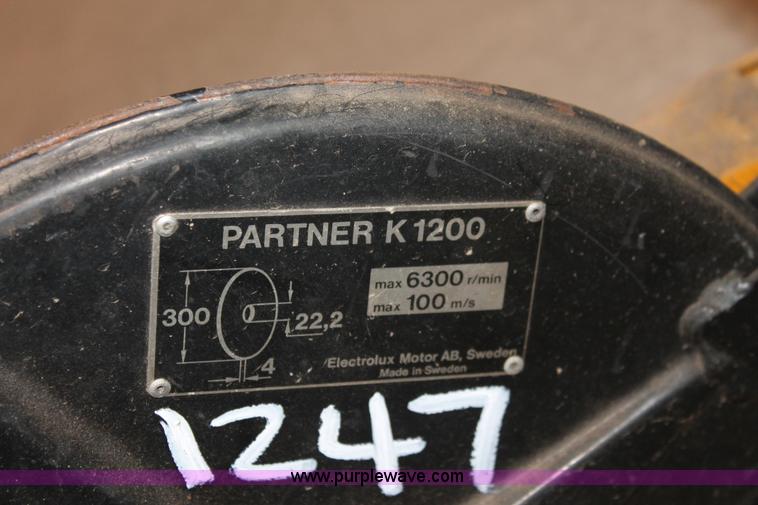 PARTNER K 1200
max 6300 r/min
max 100 m/s
300
22,2
4
Electrolux Motor AB, Sweden
Made in Sweden
1247
www.purplewave.com